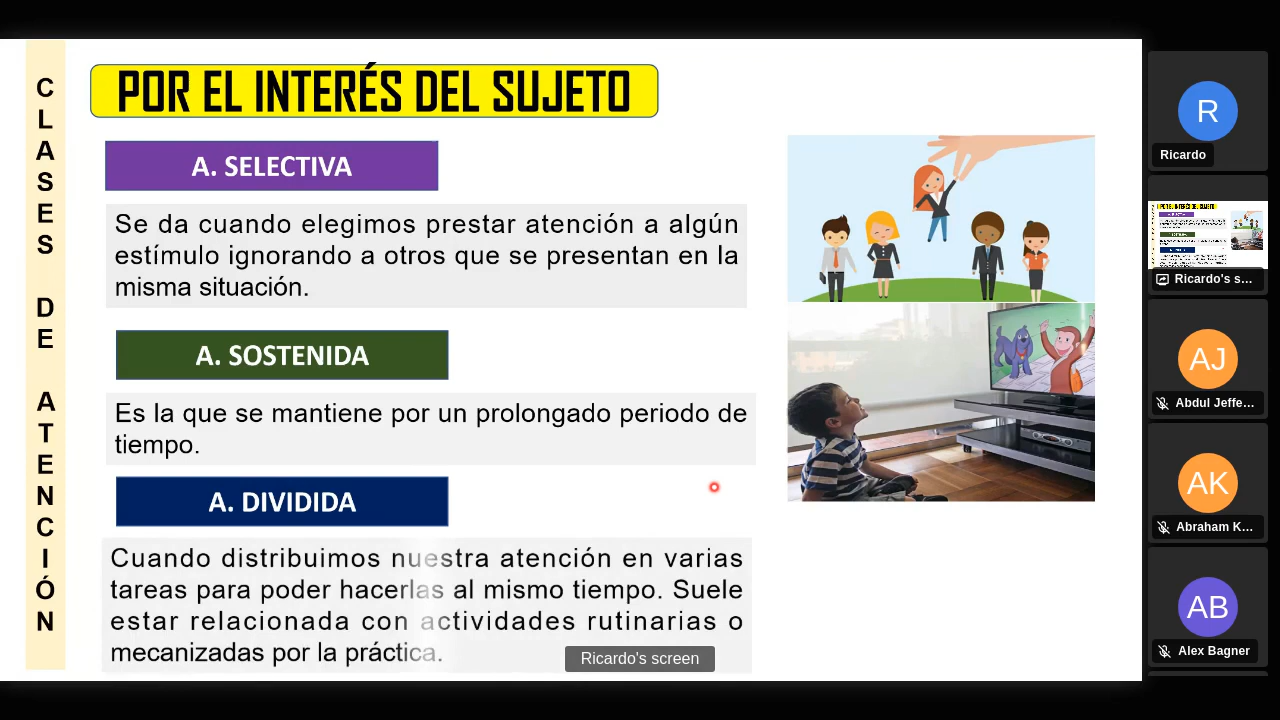 CLASES DE ATENCIÓN
POR EL INTERÉS DEL SUJETO
A. SELECTIVA
Se da cuando elegimos prestar atención a algún
estímulo ignorando a otros que se presentan en la
misma situación.
A. SOSTENIDA
Es la que se mantiene por un prolongado periodo de
tiempo.
A. DIVIDIDA
Cuando distribuimos nuestra atención en varias
tareas para poder hacerlas al mismo tiempo. Suele
estar relacionada con actividades rutinarias o
mecanizadas por la práctica.
Ricardo's screen
R
Ricardo
Ricardo's s...
AJ
Abdul Jeffe...
AK
Abraham K...
AB
Alex Bagner